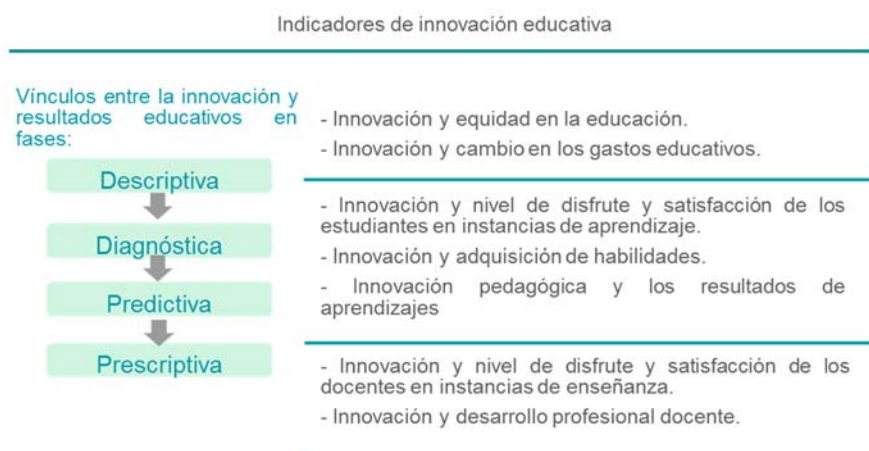 Indicadores de innovación educativa
Vínculos entre la innovación y
resultados educativos en
fases:
Descriptiva
Diagnóstica
Predictiva
Prescriptiva
- Innovación y equidad en la educación.
- Innovación y cambio en los gastos educativos.
- Innovación y nivel de disfrute y satisfacción de los
estudiantes en instancias de aprendizaje.
- Innovación y adquisición de habilidades.
- Innovación pedagógica y los resultados de
aprendizajes
- Innovación y nivel de disfrute y satisfacción de los
docentes en instancias de enseñanza.
- Innovación y desarrollo profesional docente.